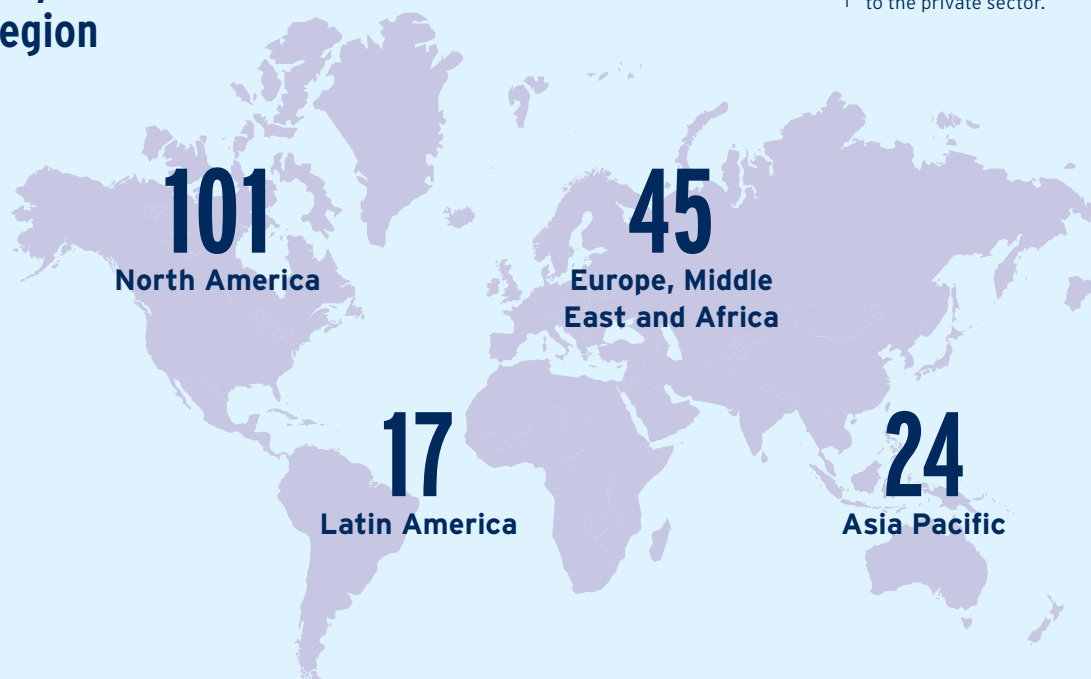 to the private sector.
egion
101
North America
45
Europe, Middle
East and Africa
17
Latin America
24
Asia Pacific